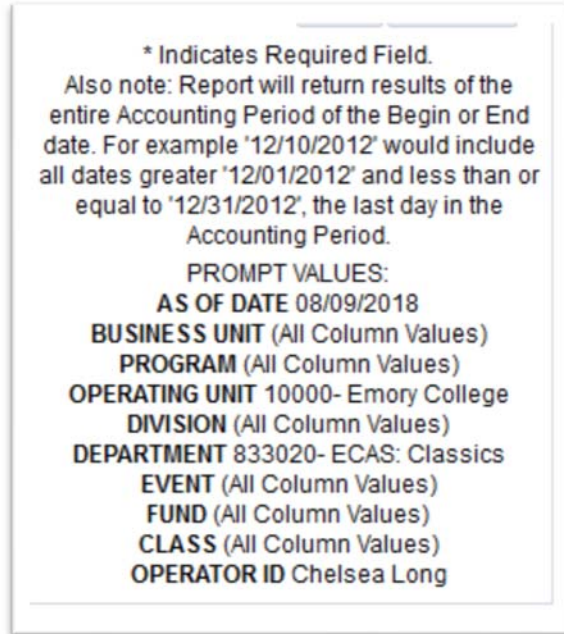 * Indicates Required Field.
Also note: Report will return results of the
entire Accounting Period of the Begin or End
date. For example '12/10/2012' would include
all dates greater '12/01/2012' and less than or
equal to '12/31/2012', the last day in the
Accounting Period.
PROMPT VALUES:
AS OF DATE 08/09/2018
BUSINESS UNIT (All Column Values)
PROGRAM (All Column Values)
OPERATING UNIT 10000- Emory College
DIVISION (All Column Values)
DEPARTMENT 833020- ECAS: Classics
EVENT (All Column Values)
FUND (All Column Values)
CLASS (All Column Values)
OPERATOR ID Chelsea Long